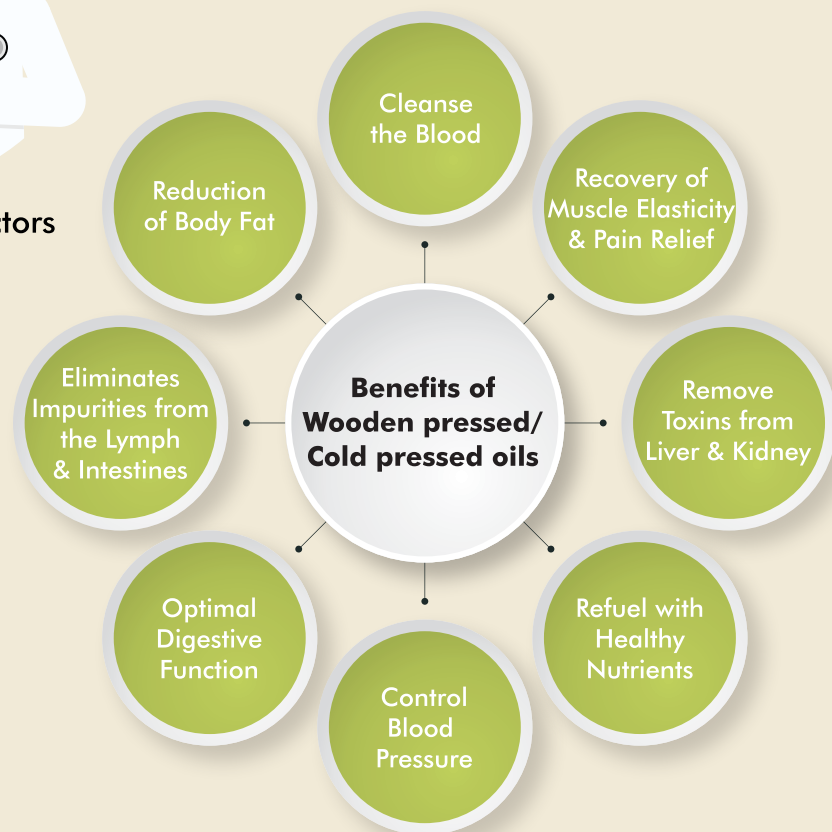 Cleanse
the Blood
Reduction
of Body Fat
Recovery of
Muscle Elasticity
& Pain Relief
Eliminates
Impurities from
the Lymph
& Intestines
Benefits of
Wooden pressed/
Cold pressed oils
Remove
Toxins from
Liver & Kidney
Optimal
Digestive
Function
Refuel with
Healthy
Nutrients
Control
Blood
Pressure